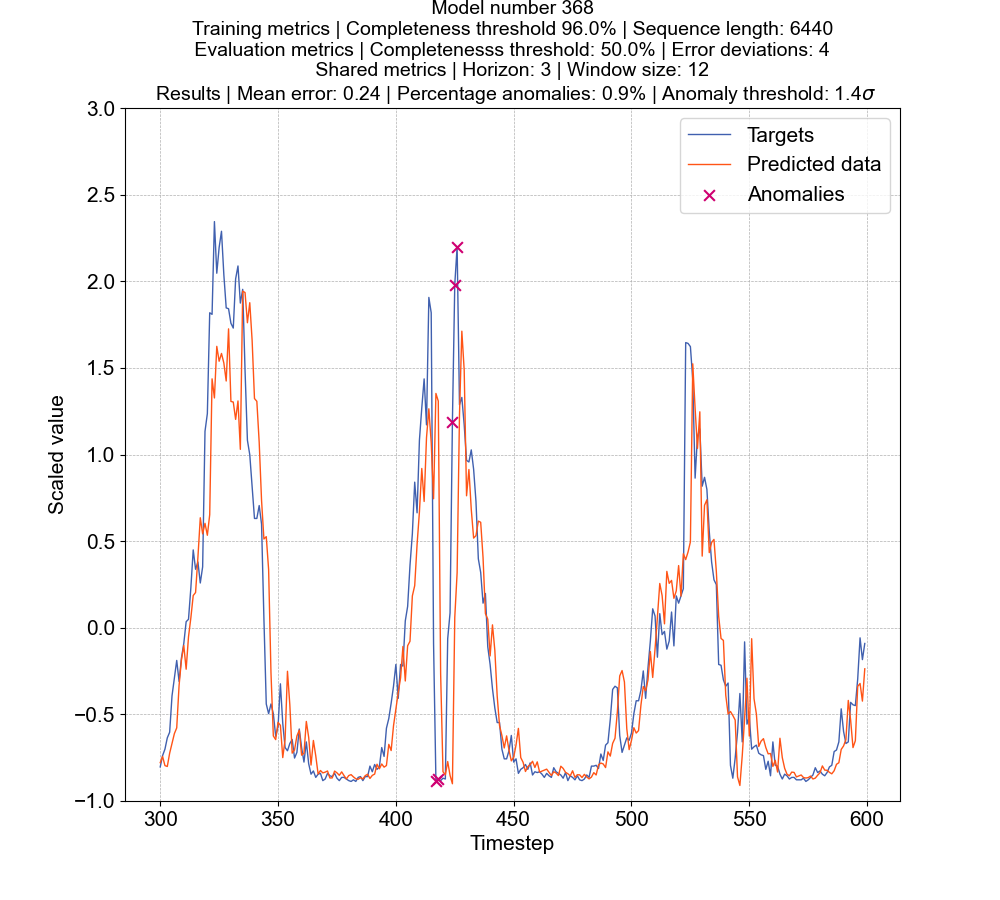 Model number 368
Training metrics | Completeness threshold 96.0% | Sequence length: 6440
Evaluation metrics | Completenesss threshold: 50.0% | Error deviations: 4
Shared metrics | Horizon: 3 | Window size: 12
Results | Mean error: 0.24 | Percentage anomalies: 0.9% | Anomaly threshold: 1.4σ
Targets
Predicted data
Anomalies
3.0
2.5
2.0
1.5
1.0
0.5
0.0
−0.5
−1.0
Scaled value
300 350 400 450 500 550 600
Timestep